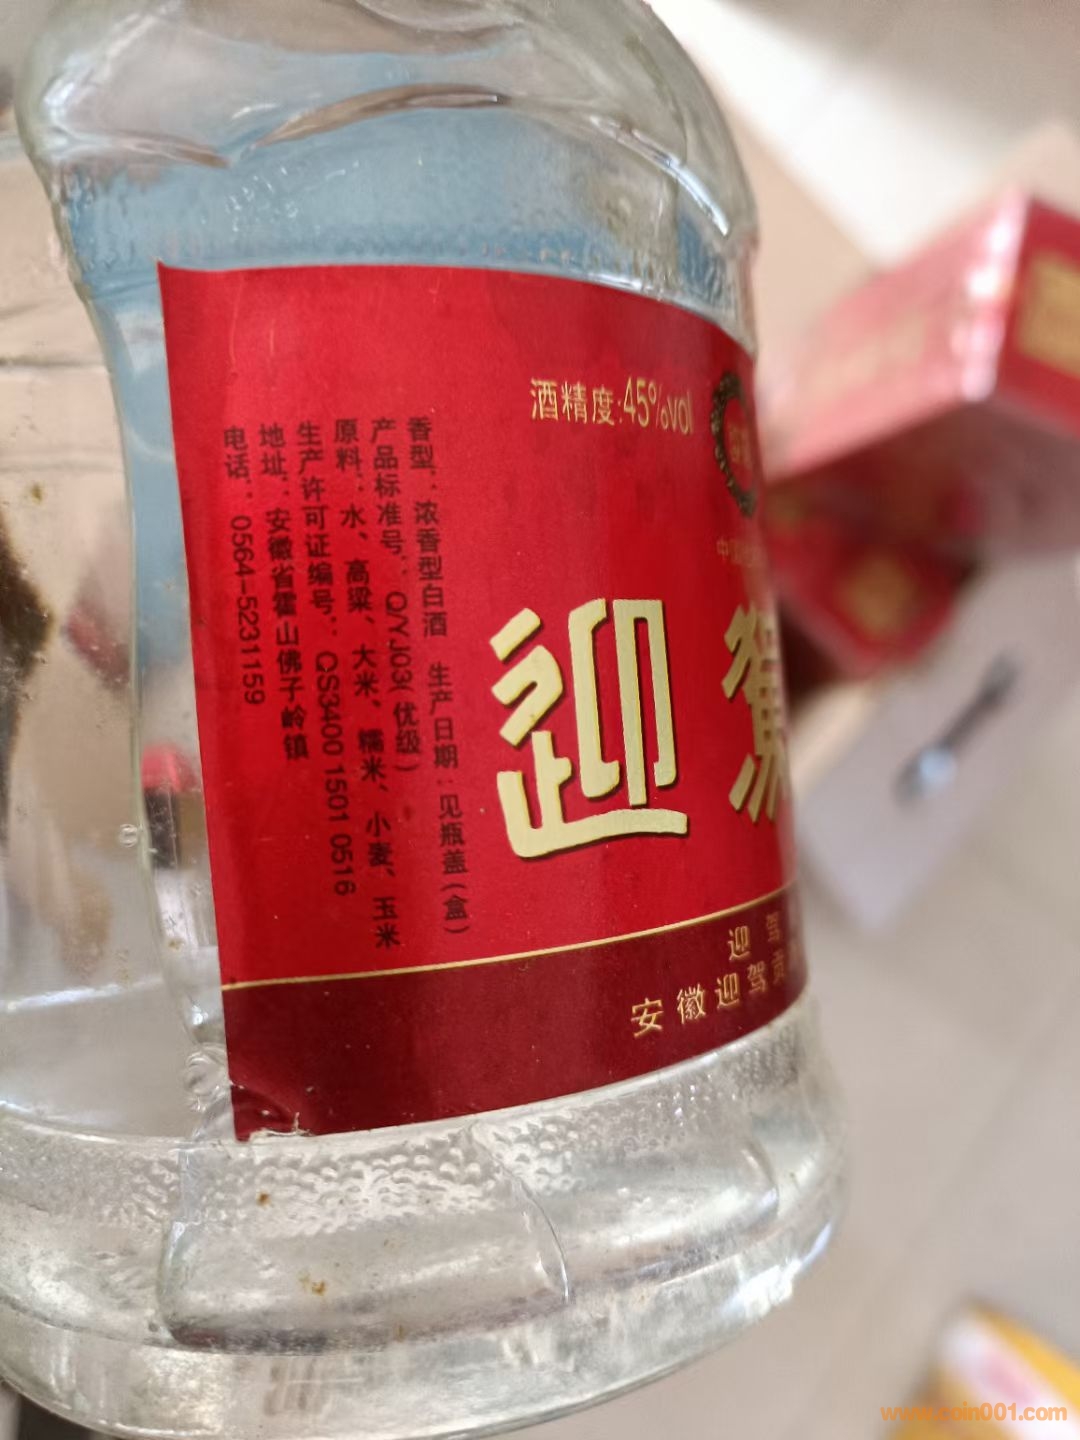 酒精度:45%vol
迎駕
香型：浓香型白酒 生产日期：见瓶盖(盒)
产品标准号：Q/YJ03(优级)
原料：水、高粱、大米、糯米、小麦、玉米
生产许可证编号：QS3400 1501 0516
地址：安徽省霍山佛子岭镇
电话：0564-5231159
迎驾
安徽迎驾贡
www.coin001.com